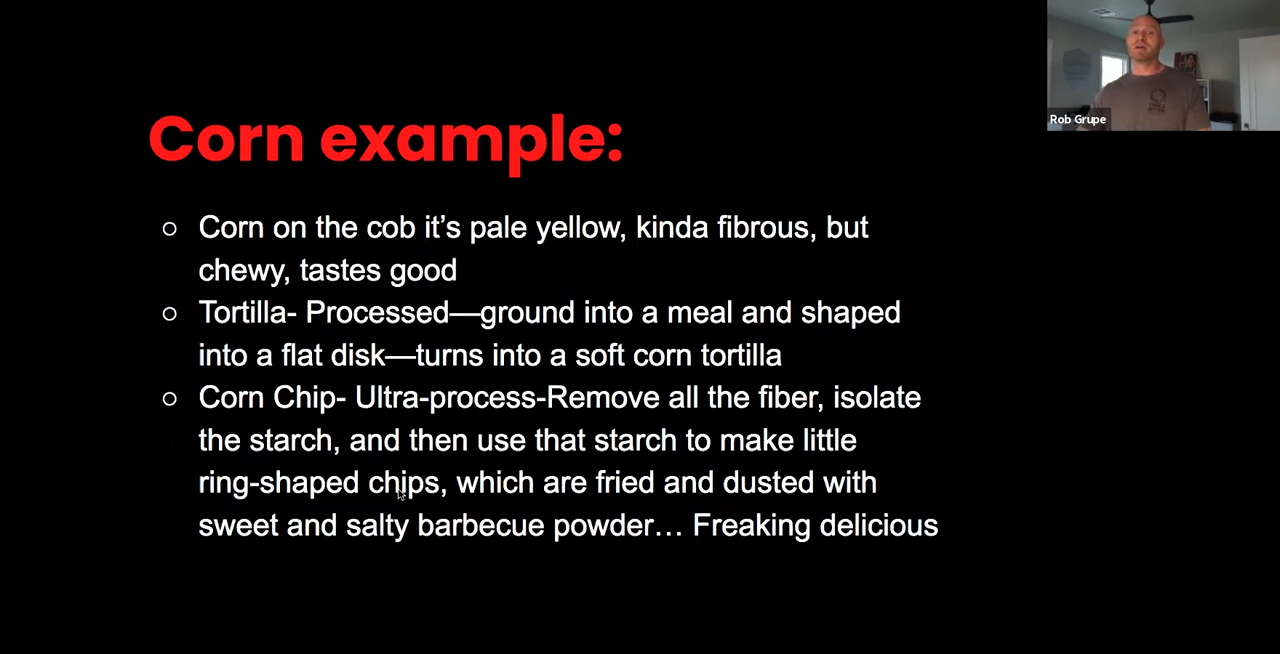 Rob Grupe
Corn example:
○ Corn on the cob it’s pale yellow, kinda fibrous, but
chewy, tastes good
○ Tortilla- Processed—ground into a meal and shaped
into a flat disk—turns into a soft corn tortilla
○ Corn Chip- Ultra-process-Remove all the fiber, isolate
the starch, and then use that starch to make little
ring-shaped chips, which are fried and dusted with
sweet and salty barbecue powder… Freaking delicious